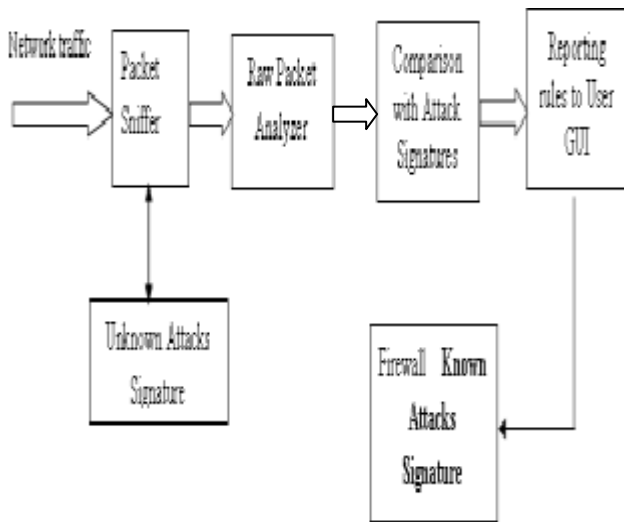 Network traffic
Packet
Sniffer
Raw Packet
Analyzer
Comparison
with Attack
Signatures
Reporting
rules to User
GUI
Unknown Attacks
Signature
Firewall Known
Attacks
Signature